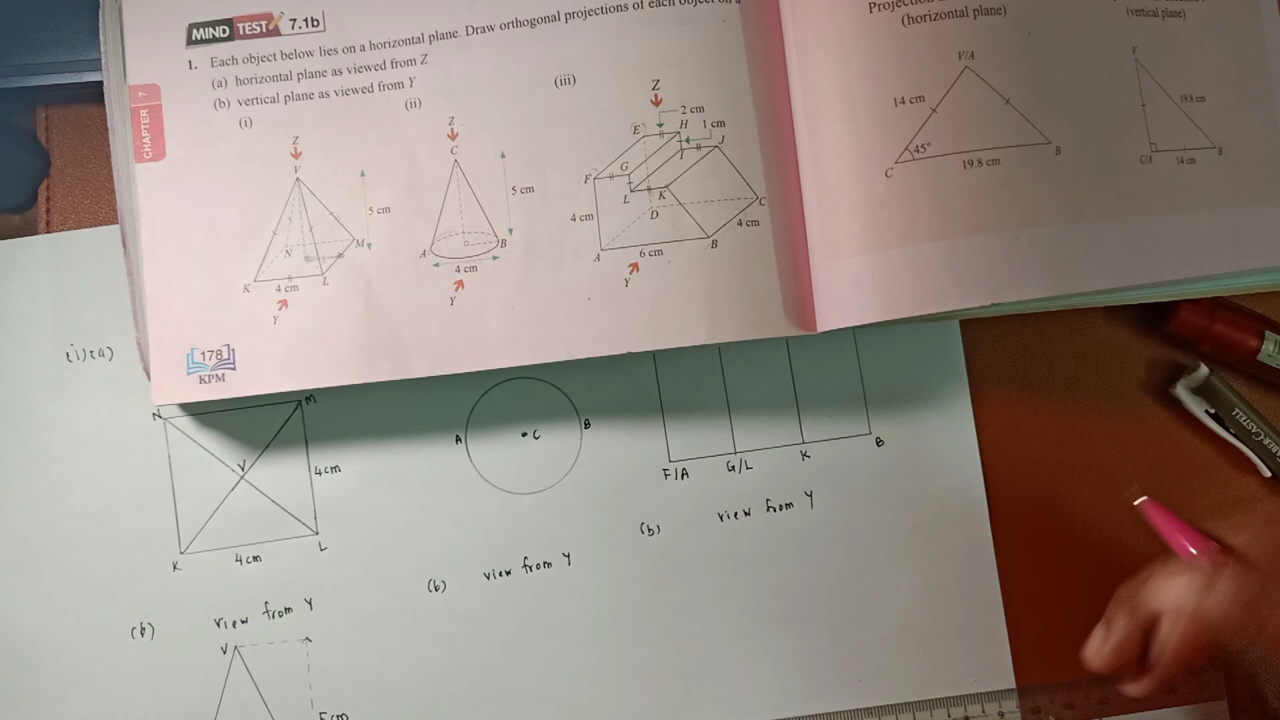 MIND TEST 7.1b
1. Each object below lies on a horizontal plane. Draw orthogonal projections of each object on a
(a) horizontal plane as viewed from Z
(b) vertical plane as viewed from Y
(i)
(ii)
(iii)
CHAPTER 7
Z
V
5 cm
N
M
K
L
4 cm
Y
Z
C
5 cm
A
B
4 cm
Y
Z
2 cm
E
H
1 cm
J
I
G
F
L
K
D
C
4 cm
4 cm
A
6 cm
B
Y
178
KPM
(horizontal plane)
V/A
14 cm
45°
C
19.8 cm
B
(vertical plane)
V
19.8 cm
C/A
14 cm
B
(i)(a)
N
M
V
4cm
K
4cm
L
(b) view from Y
V
5cm
A
C
B
(b) view from Y
F/A
G/L
K
B
(b) view from Y
FABER-CASTELL